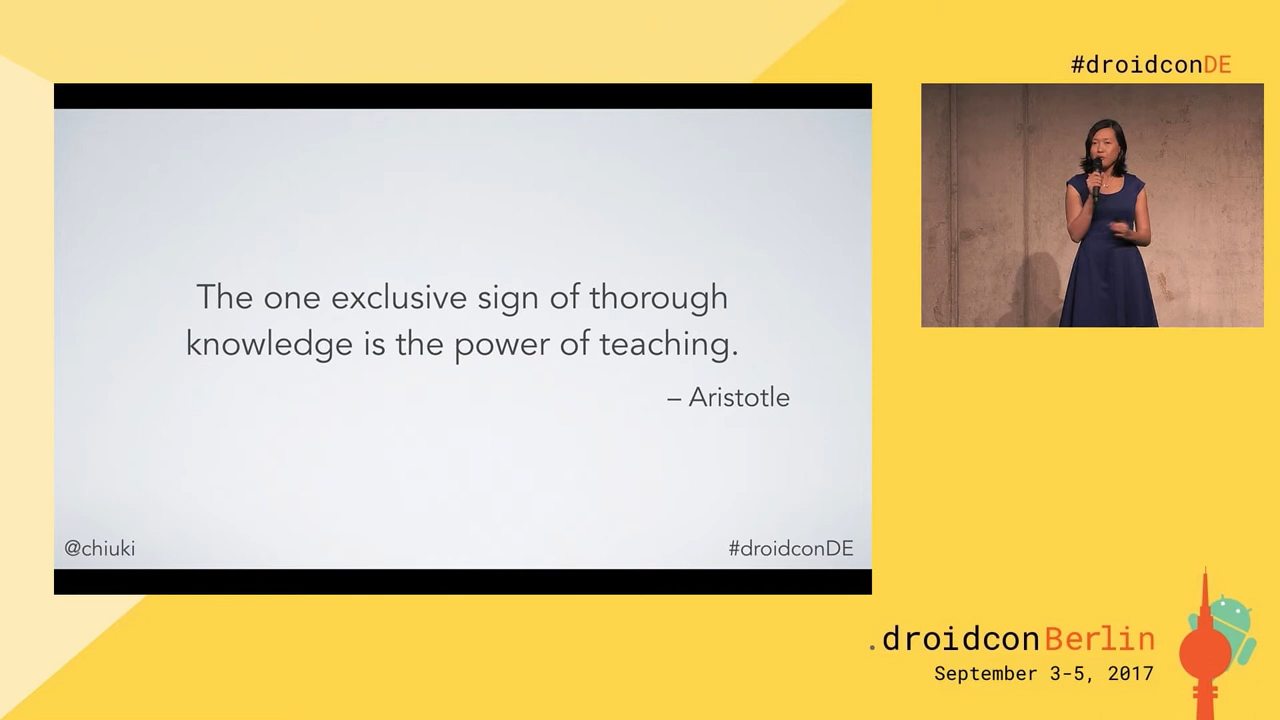 #droidconDE
The one exclusive sign of thorough
knowledge is the power of teaching.
– Aristotle
@chiuki
#droidconDE
.droidconBerlin
September 3-5, 2017